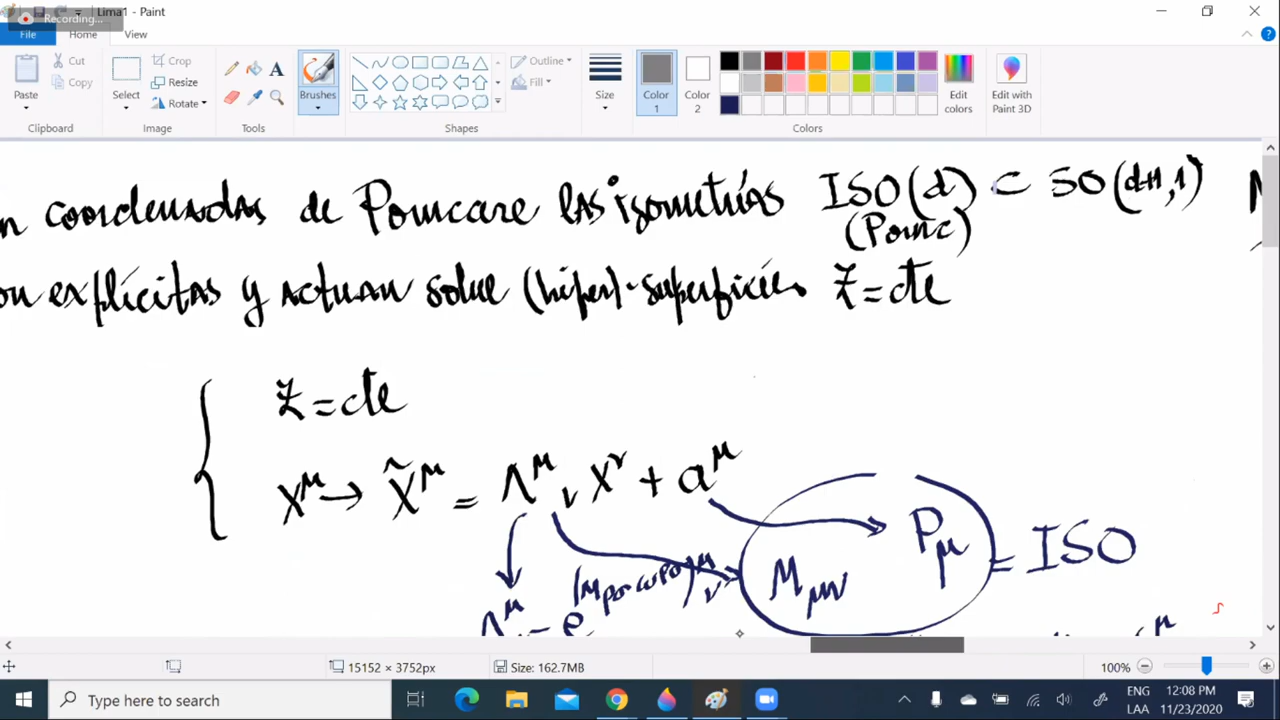 Recording...
Lima1 - Paint
File Home View
Paste
Cut
Copy
Clipboard
Select
Crop
Resize
Rotate
Image
Tools
Brushes
Shapes
Outline
Fill
Size
Color 1
Color 2
Edit colors
Edit with Paint 3D
Colors
n coordenadas de Poincare las isometrías ISO(d) ⊂ SO(d+1,1)
(Poinc)
on explícitas y actuan sobre (hiper)-superficies Z=cte
Z=cte
X^μ → X̃^μ = Λ^μ_ν X^ν + a^μ
P_μ
M_μν
= ISO
Λ^μ = e
15152 × 3752px
Size: 162.7MB
100%
Type here to search
ENG
LAA
12:08 PM
11/23/2020